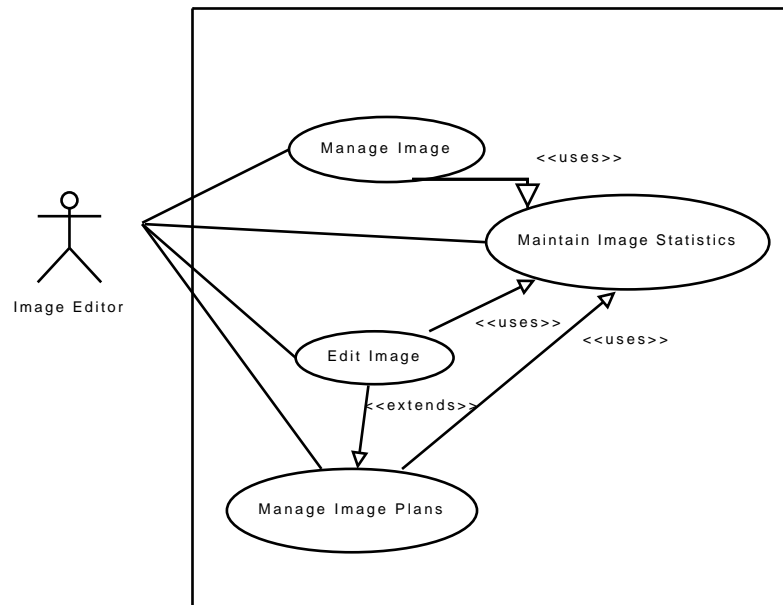 Manage Image
<<uses>>
Maintain Image Statistics
Image Editor
<<uses>>
<<uses>>
Edit Image
<<extends>>
Manage Image Plans